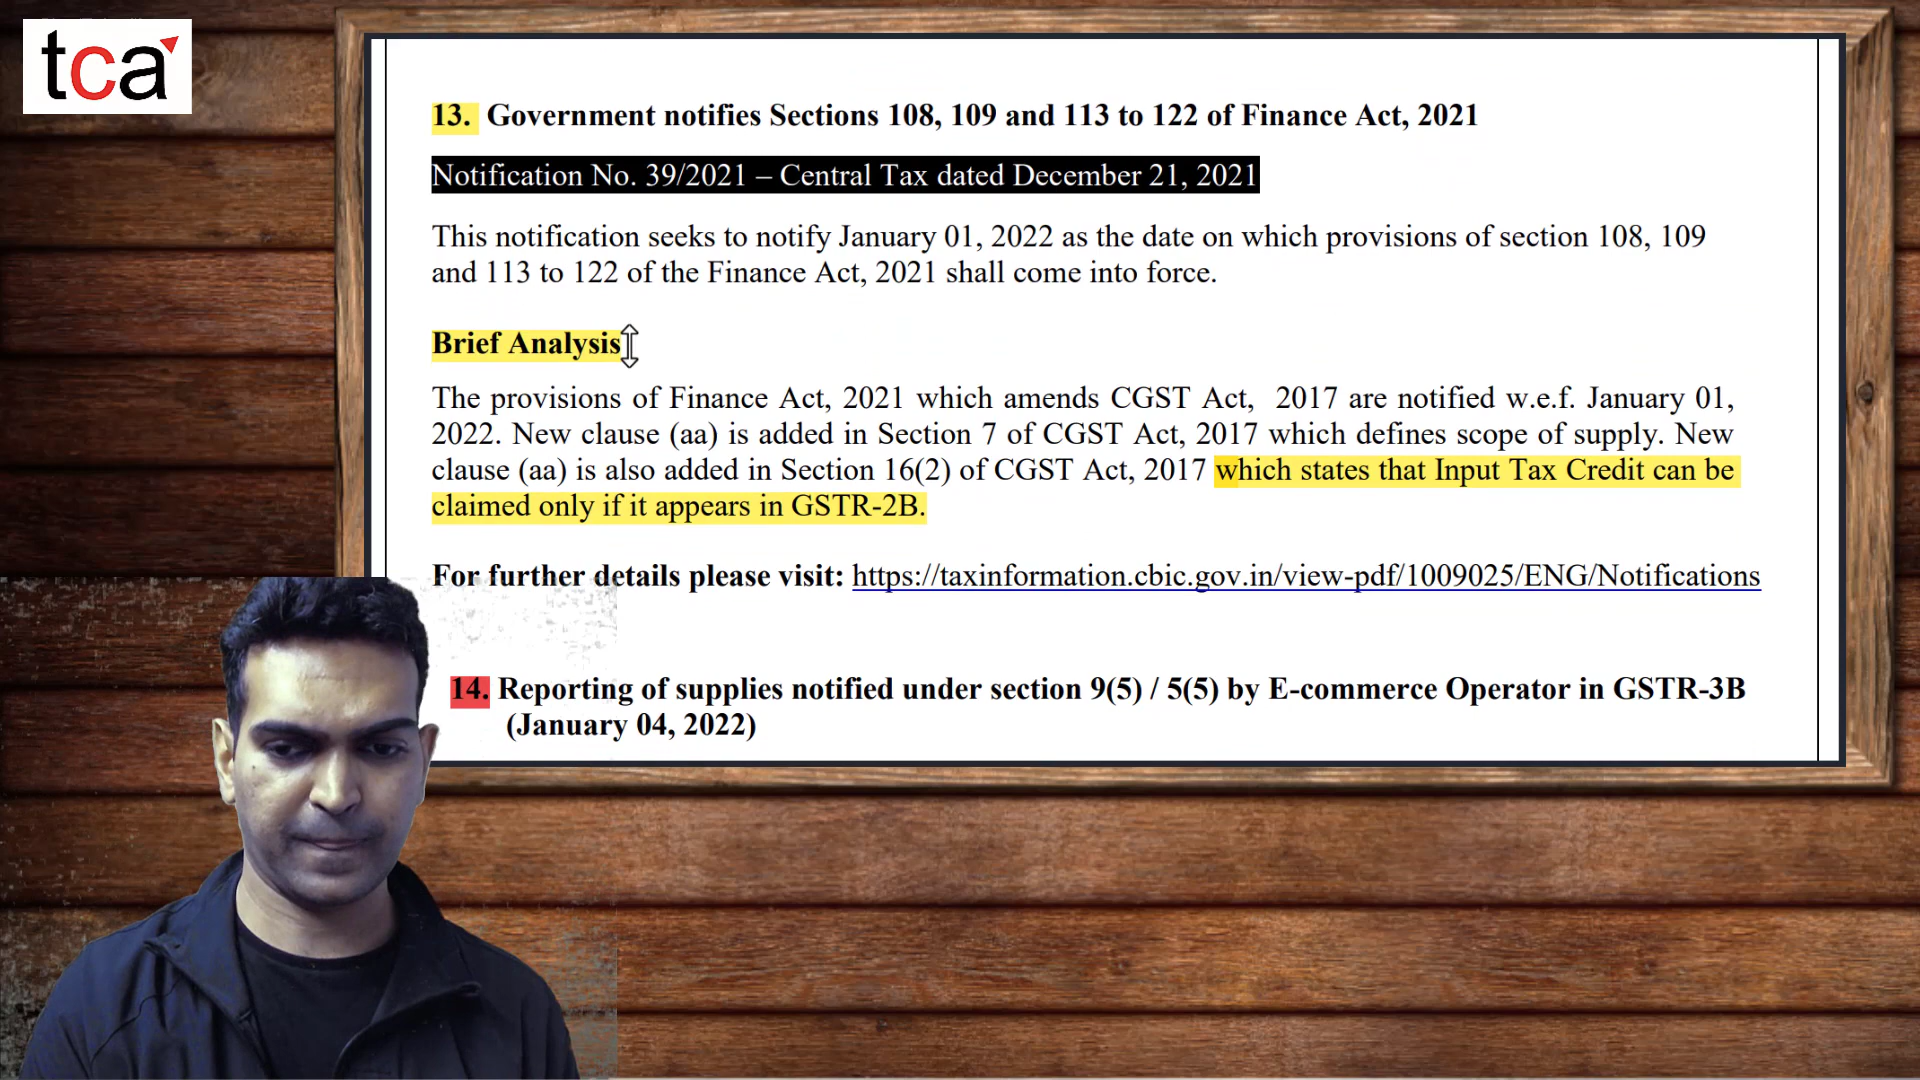 tca
13. Government notifies Sections 108, 109 and 113 to 122 of Finance Act, 2021
Notification No. 39/2021 – Central Tax dated December 21, 2021
This notification seeks to notify January 01, 2022 as the date on which provisions of section 108, 109
and 113 to 122 of the Finance Act, 2021 shall come into force.
Brief Analysis
The provisions of Finance Act, 2021 which amends CGST Act, 2017 are notified w.e.f. January 01,
2022. New clause (aa) is added in Section 7 of CGST Act, 2017 which defines scope of supply. New
clause (aa) is also added in Section 16(2) of CGST Act, 2017 which states that Input Tax Credit can be
claimed only if it appears in GSTR-2B.
For further details please visit: https://taxinformation.cbic.gov.in/view-pdf/1009025/ENG/Notifications
14. Reporting of supplies notified under section 9(5) / 5(5) by E-commerce Operator in GSTR-3B
(January 04, 2022)